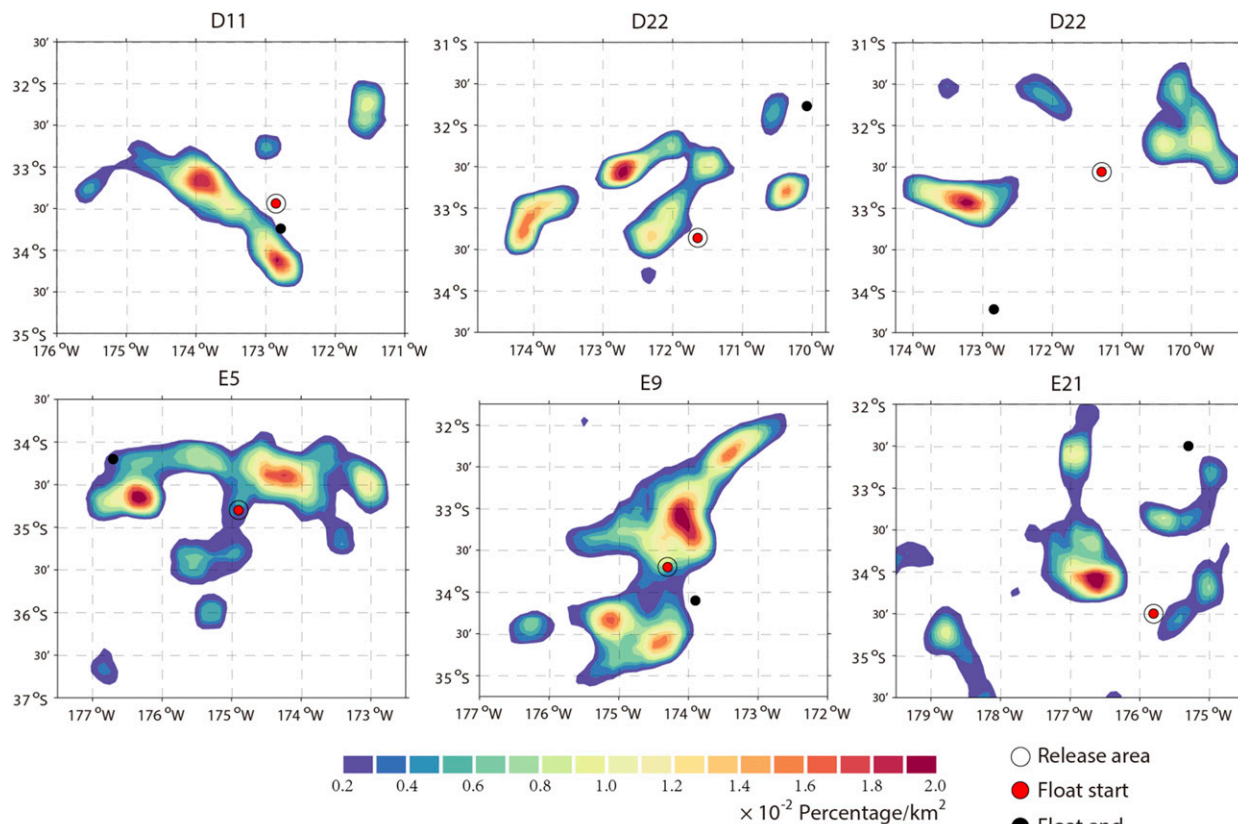 D11
D22
D22
30'
32°S
30'
33°S
30'
34°S
30'
35°S
176°W 175°W 174°W 173°W 172°W 171°W
31°S
30'
32°S
30'
33°S
30'
34°S
30'
174°W 173°W 172°W 171°W 170°W
31°S
30'
32°S
30'
33°S
30'
34°S
30'
174°W 173°W 172°W 171°W 170°W
E5
E9
E21
30'
34°S
30'
35°S
30'
36°S
30'
37°S
177°W 176°W 175°W 174°W 173°W
32°S
30'
33°S
30'
34°S
30'
35°S
177°W 176°W 175°W 174°W 173°W 172°W
32°S
30'
33°S
30'
34°S
30'
35°S
30'
179°W 178°W 177°W 176°W 175°W
0.2 0.4 0.6 0.8 1.0 1.2 1.4 1.6 1.8 2.0
× 10⁻² Percentage/km²
Release area
Float start
Float end